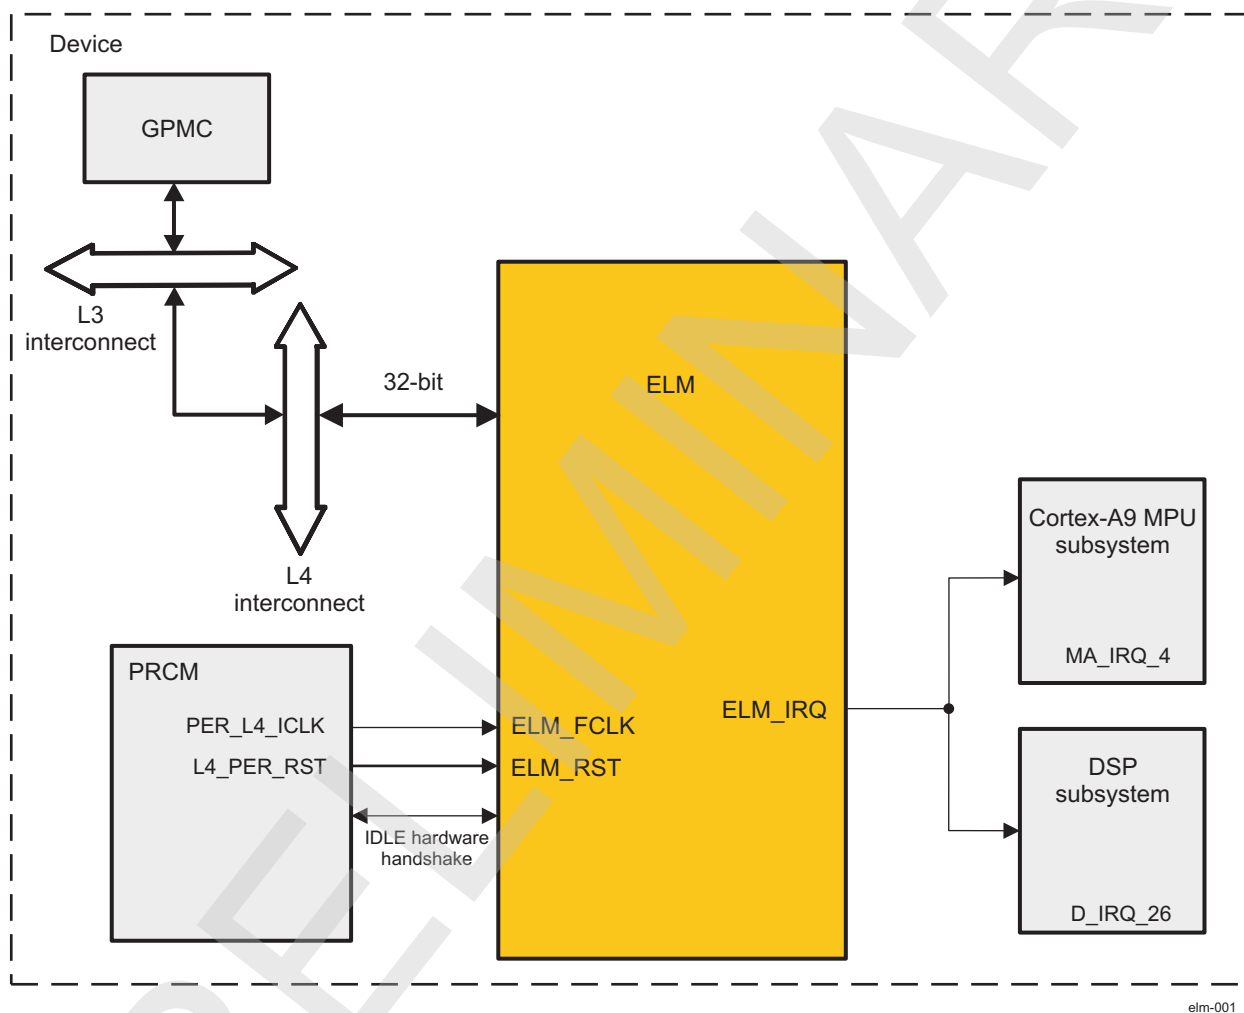 Device
GPMC
L3
interconnect
32-bit
ELM
L4
interconnect
Cortex-A9 MPU
subsystem
MA_IRQ_4
PRCM
PER_L4_ICLK
ELM_FCLK
ELM_IRQ
L4_PER_RST
ELM_RST
IDLE hardware
handshake
DSP
subsystem
D_IRQ_26
elm-001
PRELIMINAR